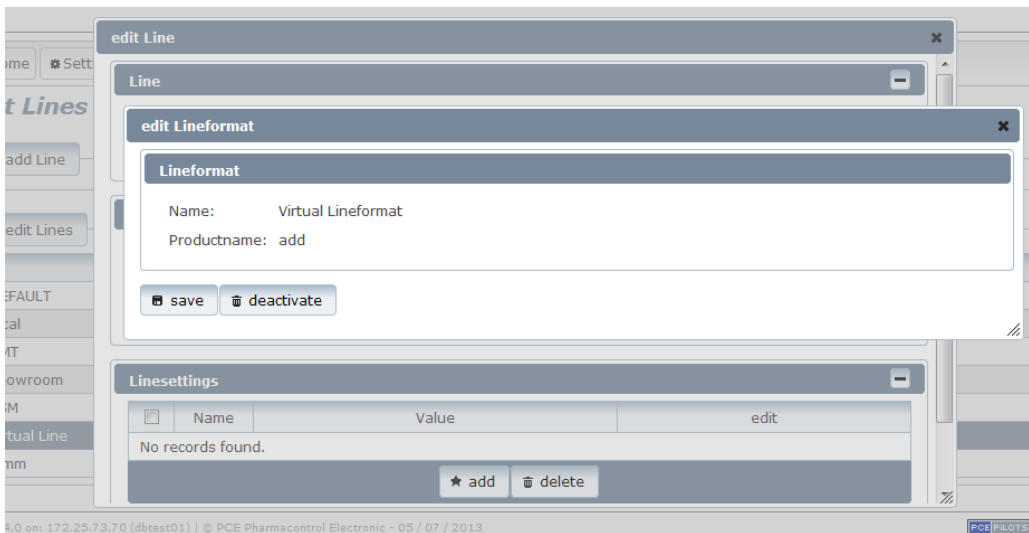 edit Line
ome Sett
Line
t Lines
edit Lineformat
add Line
Lineformat
Name: Virtual Lineformat
Productname: add
edit Lines
save deactivate
EFAULT
cal
MT
howroom
Linesettings
SM
Name Value edit
rtual Line
No records found.
mm
add delete
4.0 on: 172.25.73.70 (dbtest01) | © PCE Pharmacontrol Electronic - 05 / 07 / 2013
PCE PILOTS